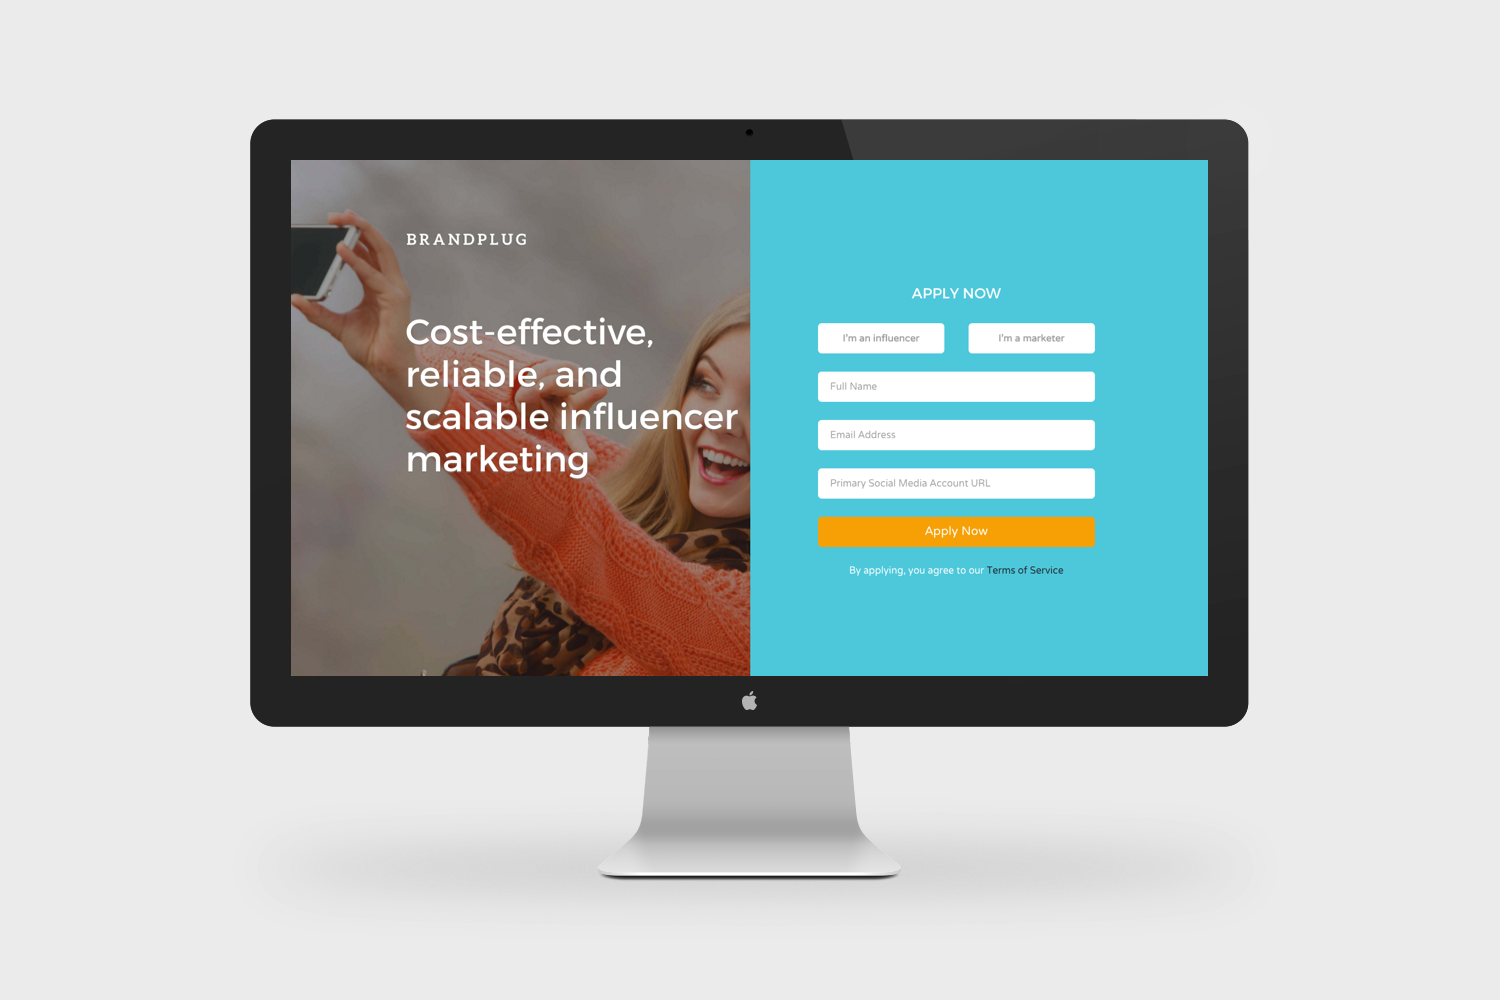 BRANDPLUG
Cost-effective,
reliable, and
scalable influencer
marketing
APPLY NOW
I'm an influencer
I'm a marketer
Full Name
Email Address
Primary Social Media Account URL
Apply Now
By applying, you agree to our Terms of Service